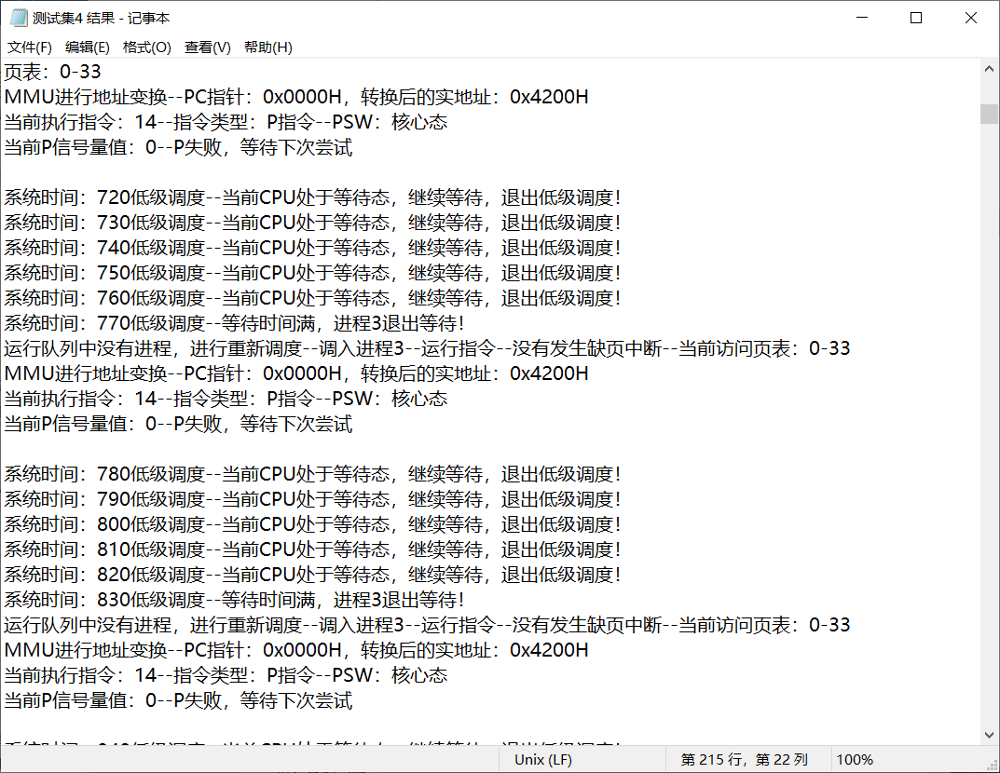 测试集4 结果 - 记事本
文件(F) 编辑(E) 格式(O) 查看(V) 帮助(H)
页表：0-33
MMU进行地址变换--PC指针：0x0000H，转换后的实地址：0x4200H
当前执行指令：14--指令类型：P指令--PSW：核心态
当前P信号量值：0--P失败，等待下次尝试
系统时间：720低级调度--当前CPU处于等待态，继续等待，退出低级调度！
系统时间：730低级调度--当前CPU处于等待态，继续等待，退出低级调度！
系统时间：740低级调度--当前CPU处于等待态，继续等待，退出低级调度！
系统时间：750低级调度--当前CPU处于等待态，继续等待，退出低级调度！
系统时间：760低级调度--当前CPU处于等待态，继续等待，退出低级调度！
系统时间：770低级调度--等待时间满，进程3退出等待！
运行队列中没有进程，进行重新调度--调入进程3--运行指令--没有发生缺页中断--当前访问页表：0-33
MMU进行地址变换--PC指针：0x0000H，转换后的实地址：0x4200H
当前执行指令：14--指令类型：P指令--PSW：核心态
当前P信号量值：0--P失败，等待下次尝试
系统时间：780低级调度--当前CPU处于等待态，继续等待，退出低级调度！
系统时间：790低级调度--当前CPU处于等待态，继续等待，退出低级调度！
系统时间：800低级调度--当前CPU处于等待态，继续等待，退出低级调度！
系统时间：810低级调度--当前CPU处于等待态，继续等待，退出低级调度！
系统时间：820低级调度--当前CPU处于等待态，继续等待，退出低级调度！
系统时间：830低级调度--等待时间满，进程3退出等待！
运行队列中没有进程，进行重新调度--调入进程3--运行指令--没有发生缺页中断--当前访问页表：0-33
MMU进行地址变换--PC指针：0x0000H，转换后的实地址：0x4200H
当前执行指令：14--指令类型：P指令--PSW：核心态
当前P信号量值：0--P失败，等待下次尝试
Unix (LF) 第 215 行，第 22 列 100%